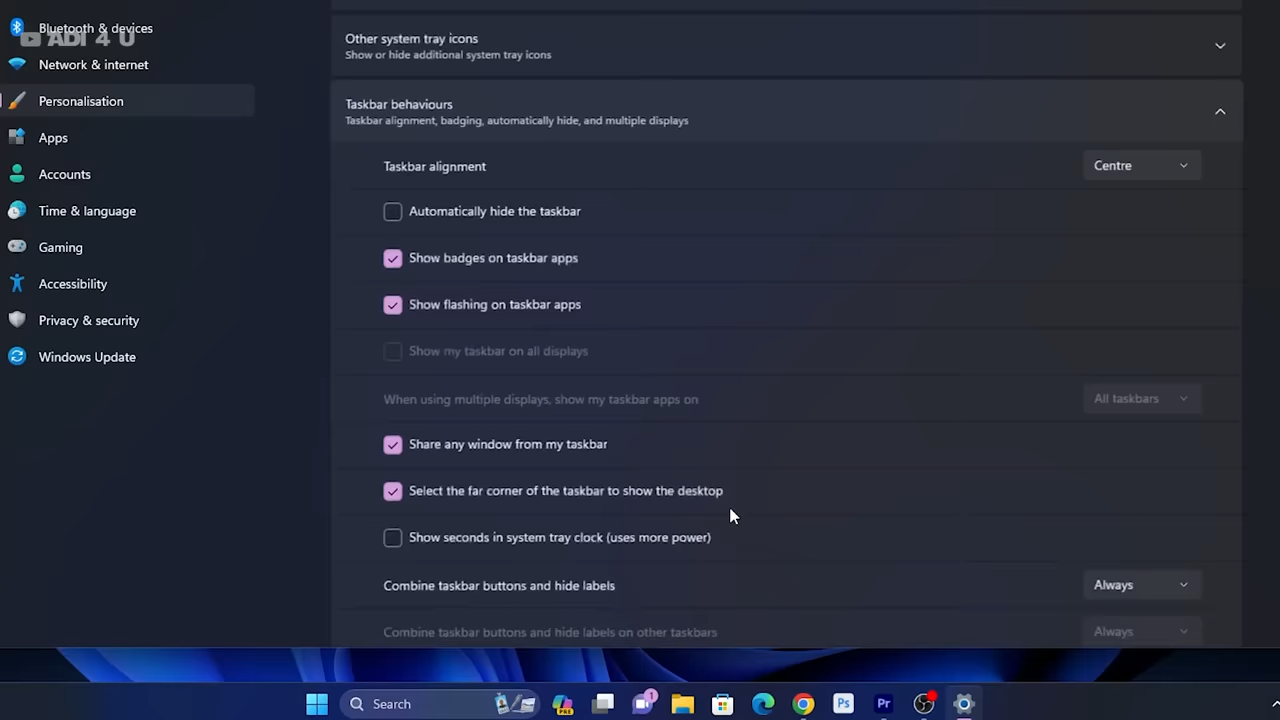 Bluetooth & devices
ADI 4 U
Network & internet
Personalisation
Apps
Accounts
Time & language
Gaming
Accessibility
Privacy & security
Windows Update
Other system tray icons
Show or hide additional system tray icons
Taskbar behaviours
Taskbar alignment, badging, automatically hide, and multiple displays
Taskbar alignment
Centre
Automatically hide the taskbar
Show badges on taskbar apps
Show flashing on taskbar apps
Show my taskbar on all displays
When using multiple displays, show my taskbar apps on
All taskbars
Share any window from my taskbar
Select the far corner of the taskbar to show the desktop
Show seconds in system tray clock (uses more power)
Combine taskbar buttons and hide labels
Always
Combine taskbar buttons and hide labels on other taskbars
Always
Search
PRE
1
Ps
Pr